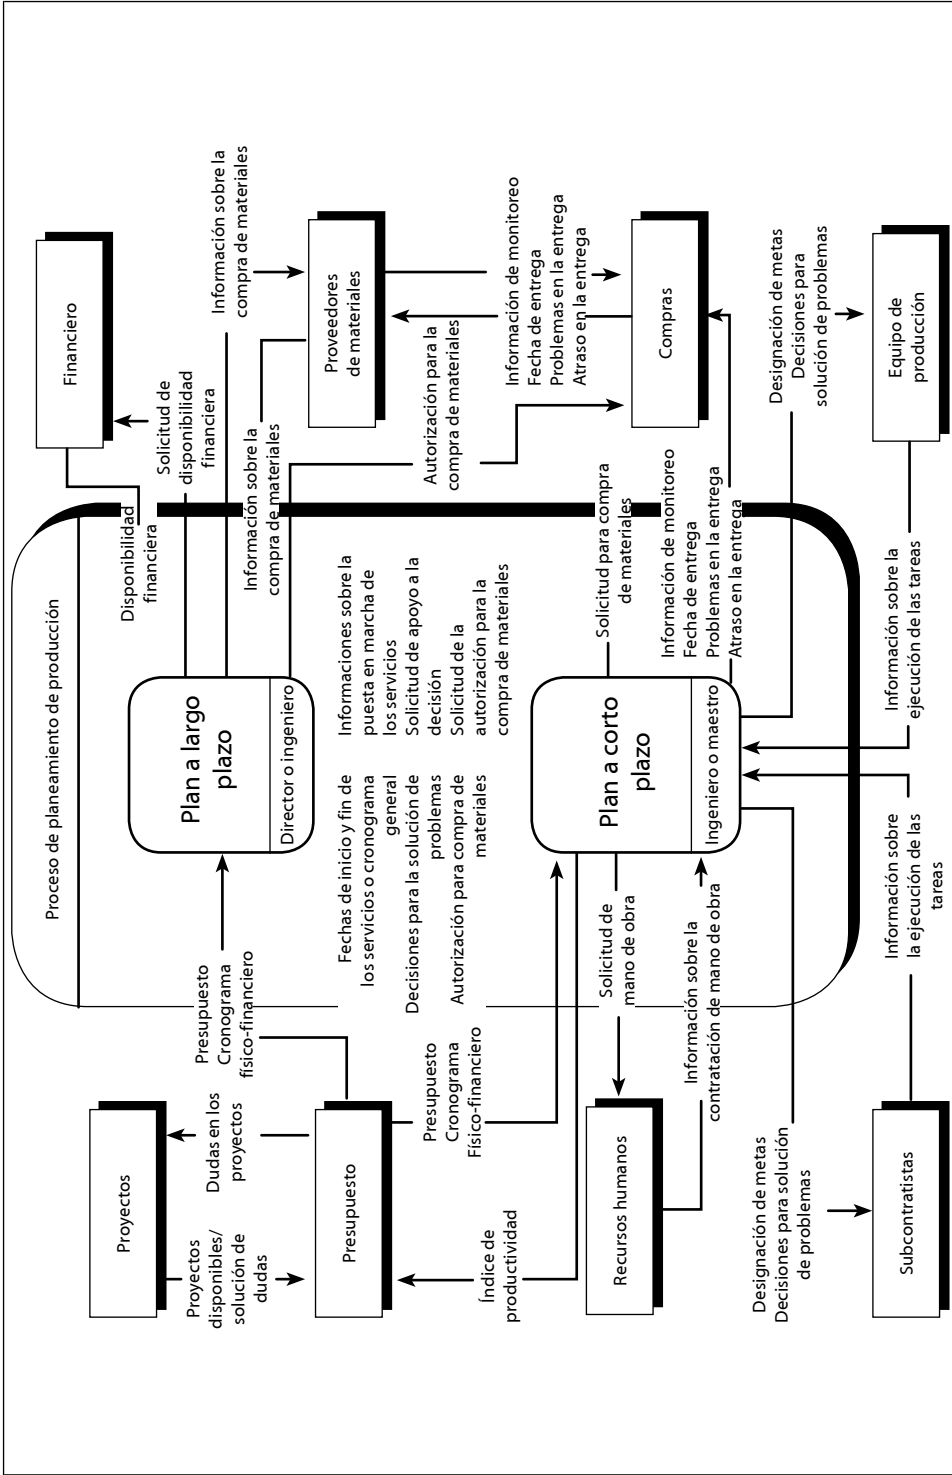 Proyectos
Proyectos
disponibles/
solución de
dudas
Dudas en los
proyectos
Presupuesto
Presupuesto
Cronograma
físico-financiero
Proceso de planeamiento de producción
Plan a largo
plazo
Director o ingeniero
Disponibilidad
financiera
Solicitud de
disponibilidad
financiera
Financiero
Información sobre la
compra de materiales
Información sobre la
compra de materiales
Proveedores
de materiales
Autorización para la
compra de materiales
Información de monitoreo
Fecha de entrega
Problemas en la entrega
Atraso en la entrega
Compras
Fechas de inicio y fin de
los servicios o cronograma
general
Decisiones para la solución de
problemas
Autorización para compra de
materiales
Informaciones sobre la
puesta en marcha de
los servicios
Solicitud de apoyo a la
decisión
Solicitud de la
autorización para la
compra de materiales
Presupuesto
Cronograma
Físico-financiero
Índice de
productividad
Plan a corto
plazo
Ingeniero o maestro
Solicitud para compra
de materiales
Información de monitoreo
Fecha de entrega
Problemas en la entrega
Atraso en la entrega
Recursos humanos
Solicitud de
mano de obra
Información sobre la
contratación de mano de obra
Designación de metas
Decisiones para solución
de problemas
Subcontratistas
Información sobre
la ejecución de las
tareas
Información sobre la
ejecución de las tareas
Designación de metas
Decisiones para
solución de problemas
Equipo de
producción